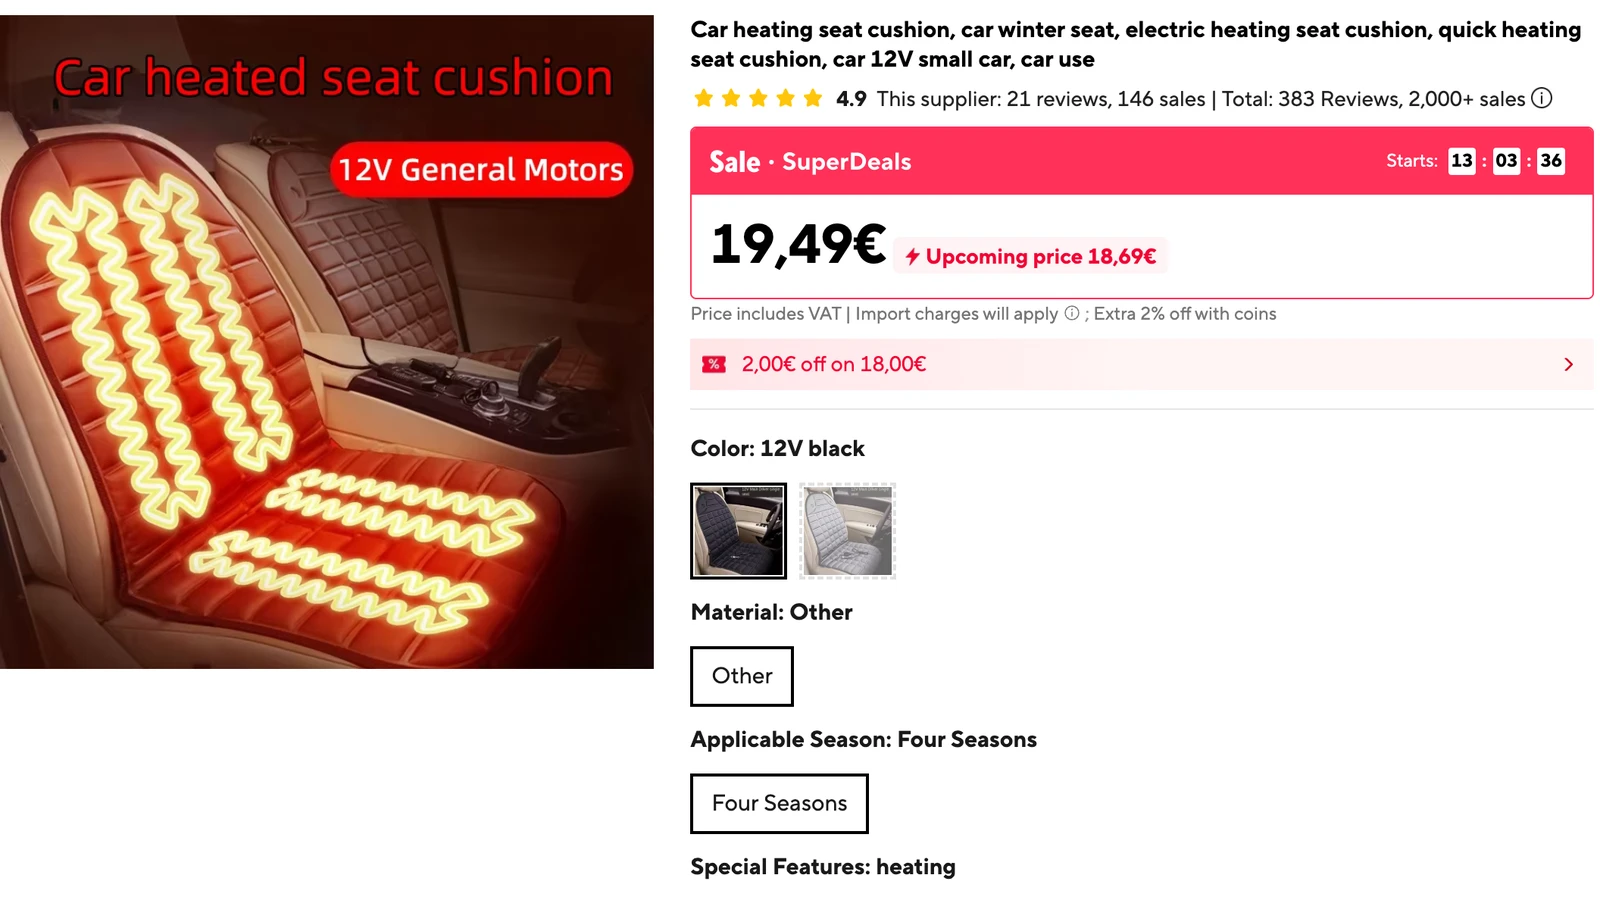 Car heated seat cushion
12V General Motors
Car heating seat cushion, car winter seat, electric heating seat cushion, quick heating
seat cushion, car 12V small car, car use
4.9 This supplier: 21 reviews, 146 sales | Total: 383 Reviews, 2,000+ sales
Sale · SuperDeals
Starts: 13 : 03 : 36
19,49€ Upcoming price 18,69€
Price includes VAT | Import charges will apply ; Extra 2% off with coins
% 2,00€ off on 18,00€
Color: 12V black
Material: Other
Other
Applicable Season: Four Seasons
Four Seasons
Special Features: heating